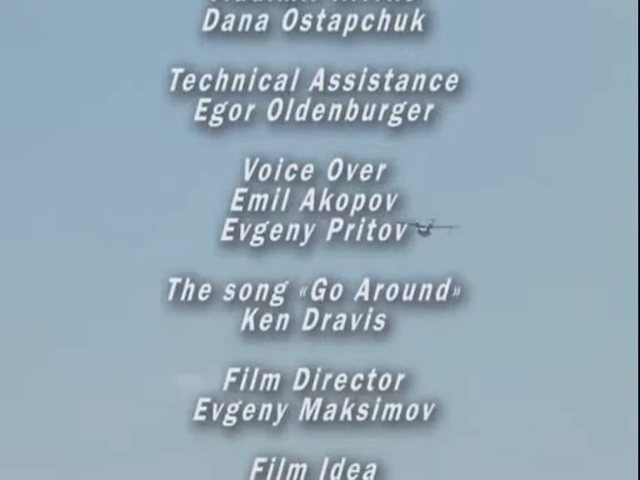 Dana Ostapchuk
Technical Assistance
Egor Oldenburger
Voice Over
Emil Akopov
Evgeny Pritov
The song «Go Around»
Ken Dravis
Film Director
Evgeny Maksimov
Film Idea